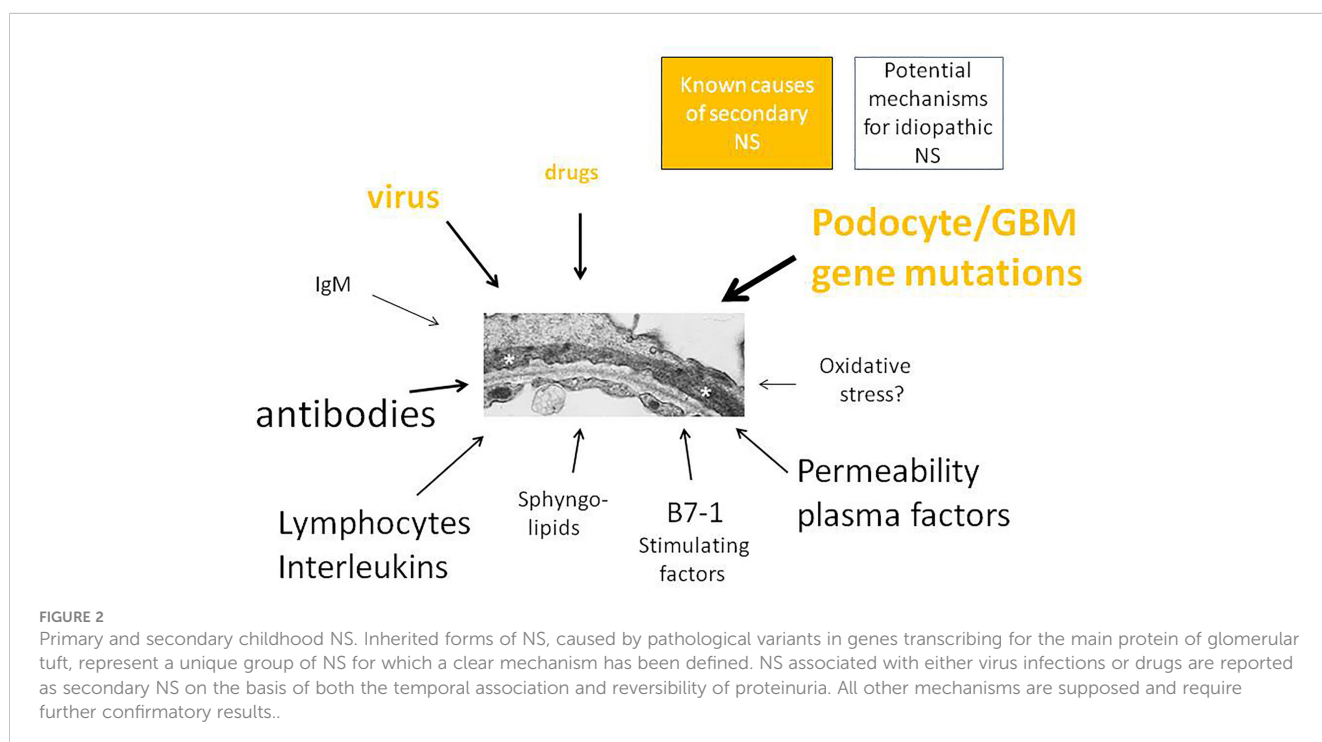 Known causes
of secondary
NS
Potential
mechanisms
for idiopathic
NS
drugs
virus
Podocyte/GBM
gene mutations
IgM
*
*
Oxidative
stress?
antibodies
Lymphocytes
Interleukins
Sphyngo-
lipids
B7-1
Stimulating
factors
Permeability
plasma factors
FIGURE 2
Primary and secondary childhood NS. Inherited forms of NS, caused by pathological variants in genes transcribing for the main protein of glomerular
tuft, represent a unique group of NS for which a clear mechanism has been defined. NS associated with either virus infections or drugs are reported
as secondary NS on the basis of both the temporal association and reversibility of proteinuria. All other mechanisms are supposed and require
further confirmatory results..